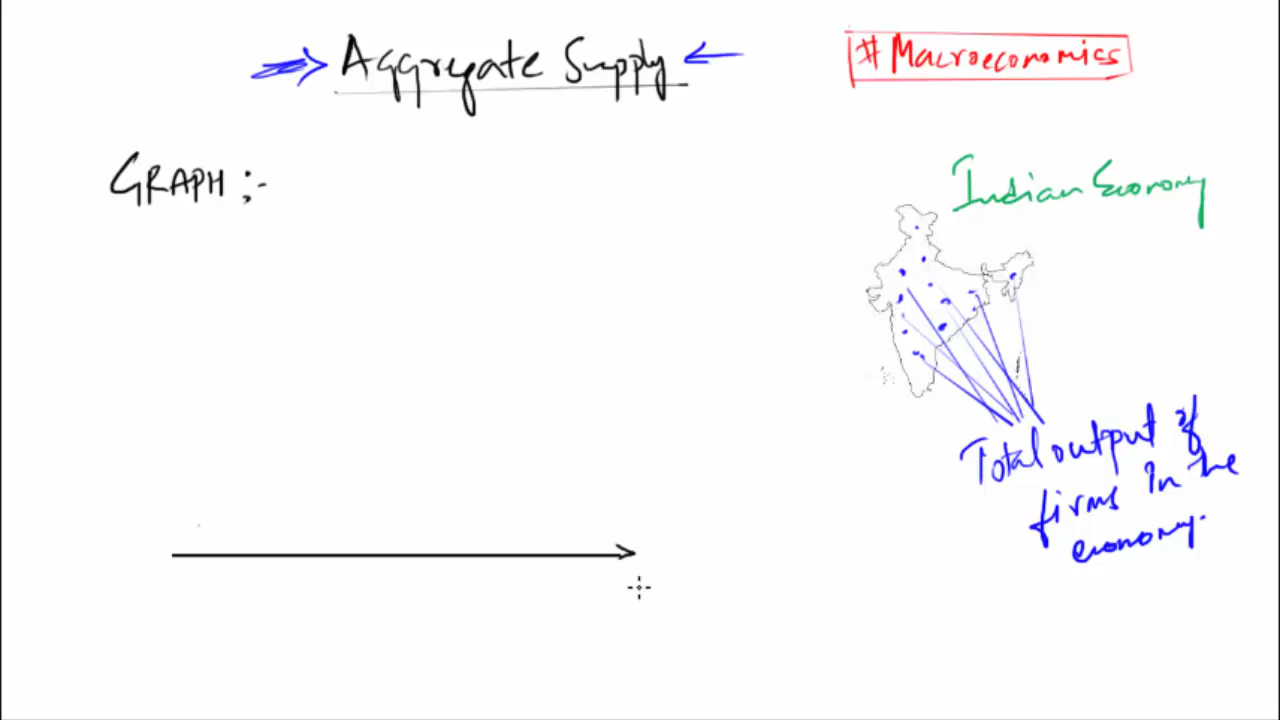 Aggregate Supply
#Macroeconomics
GRAPH :-
Indian Economy
Total output of
firms in the
economy.